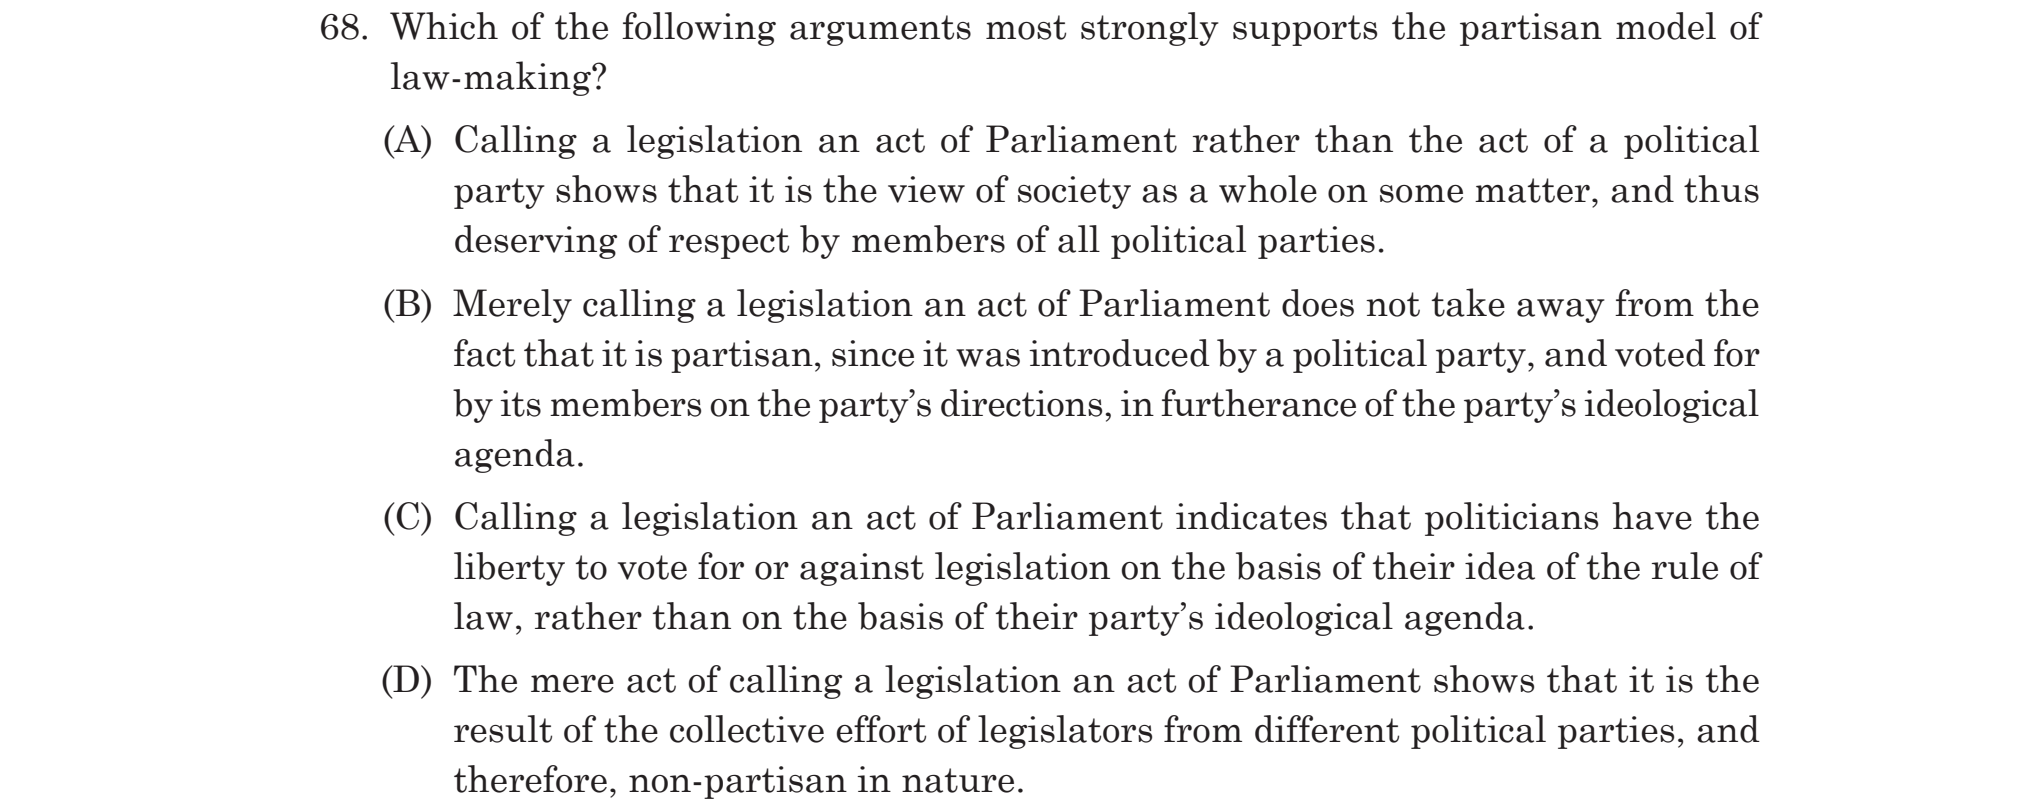 68. Which of the following arguments most strongly supports the partisan model of
law-making?
(A) Calling a legislation an act of Parliament rather than the act of a political
party shows that it is the view of society as a whole on some matter, and thus
deserving of respect by members of all political parties.
(B) Merely calling a legislation an act of Parliament does not take away from the
fact that it is partisan, since it was introduced by a political party, and voted for
by its members on the party’s directions, in furtherance of the party’s ideological
agenda.
(C) Calling a legislation an act of Parliament indicates that politicians have the
liberty to vote for or against legislation on the basis of their idea of the rule of
law, rather than on the basis of their party’s ideological agenda.
(D) The mere act of calling a legislation an act of Parliament shows that it is the
result of the collective effort of legislators from different political parties, and
therefore, non-partisan in nature.